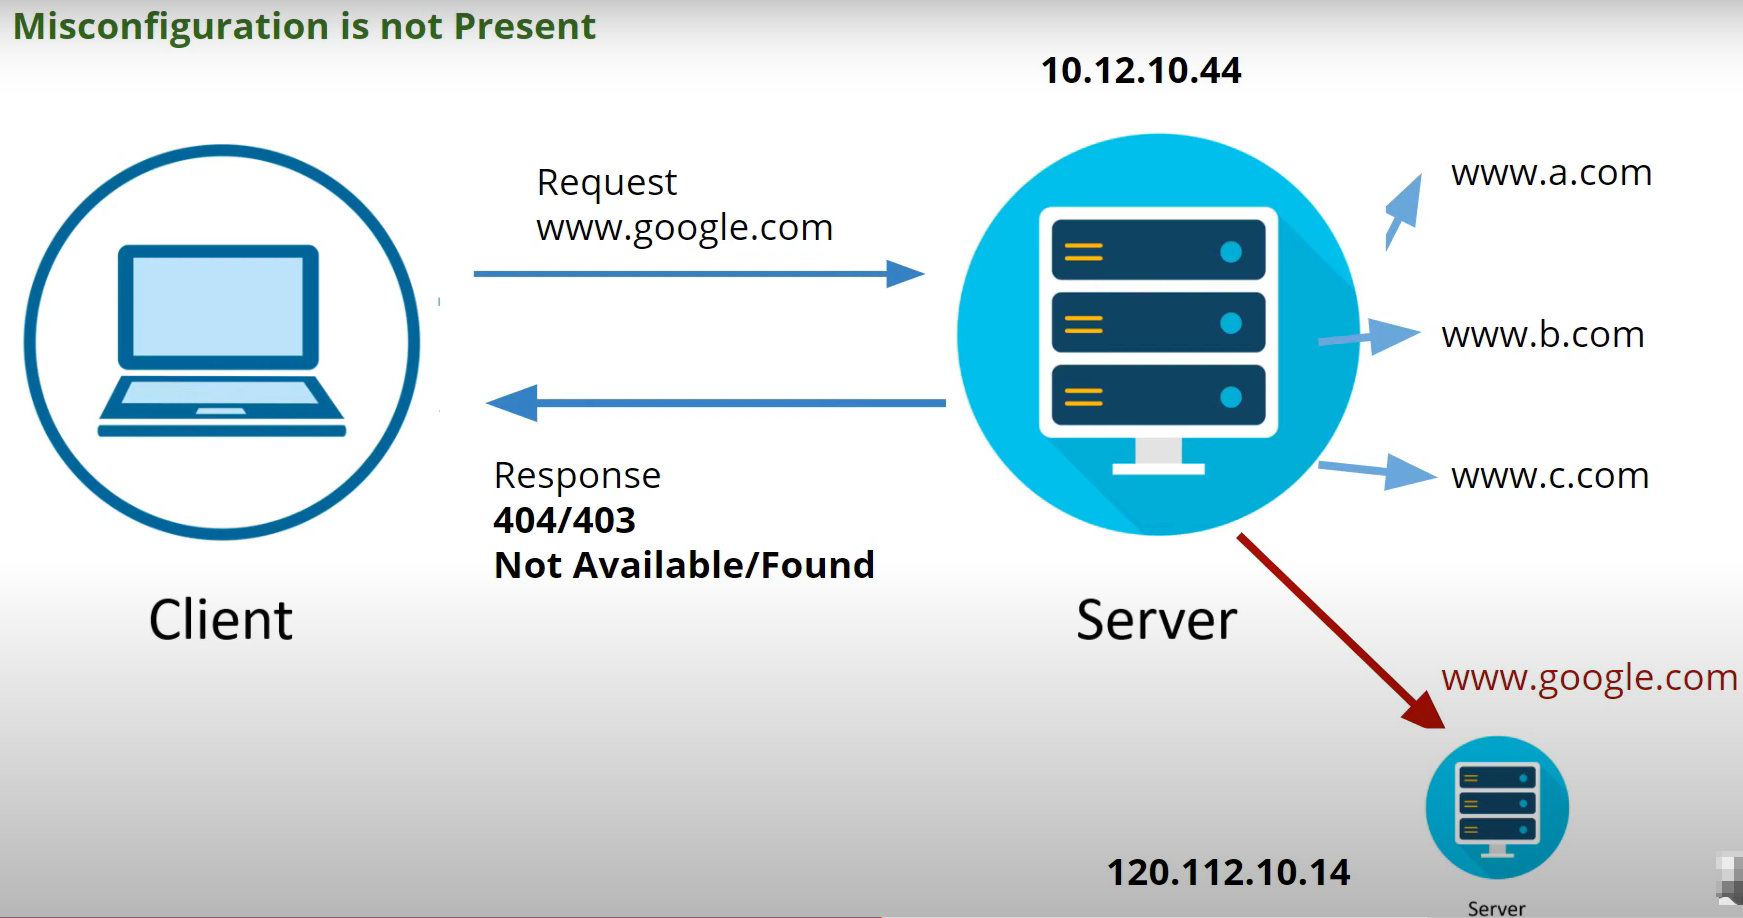 Misconfiguration is not Present
10.12.10.44
Request
www.google.com
www.a.com
www.b.com
www.c.com
Response
404/403
Not Available/Found
Client
Server
www.google.com
120.112.10.14
Server